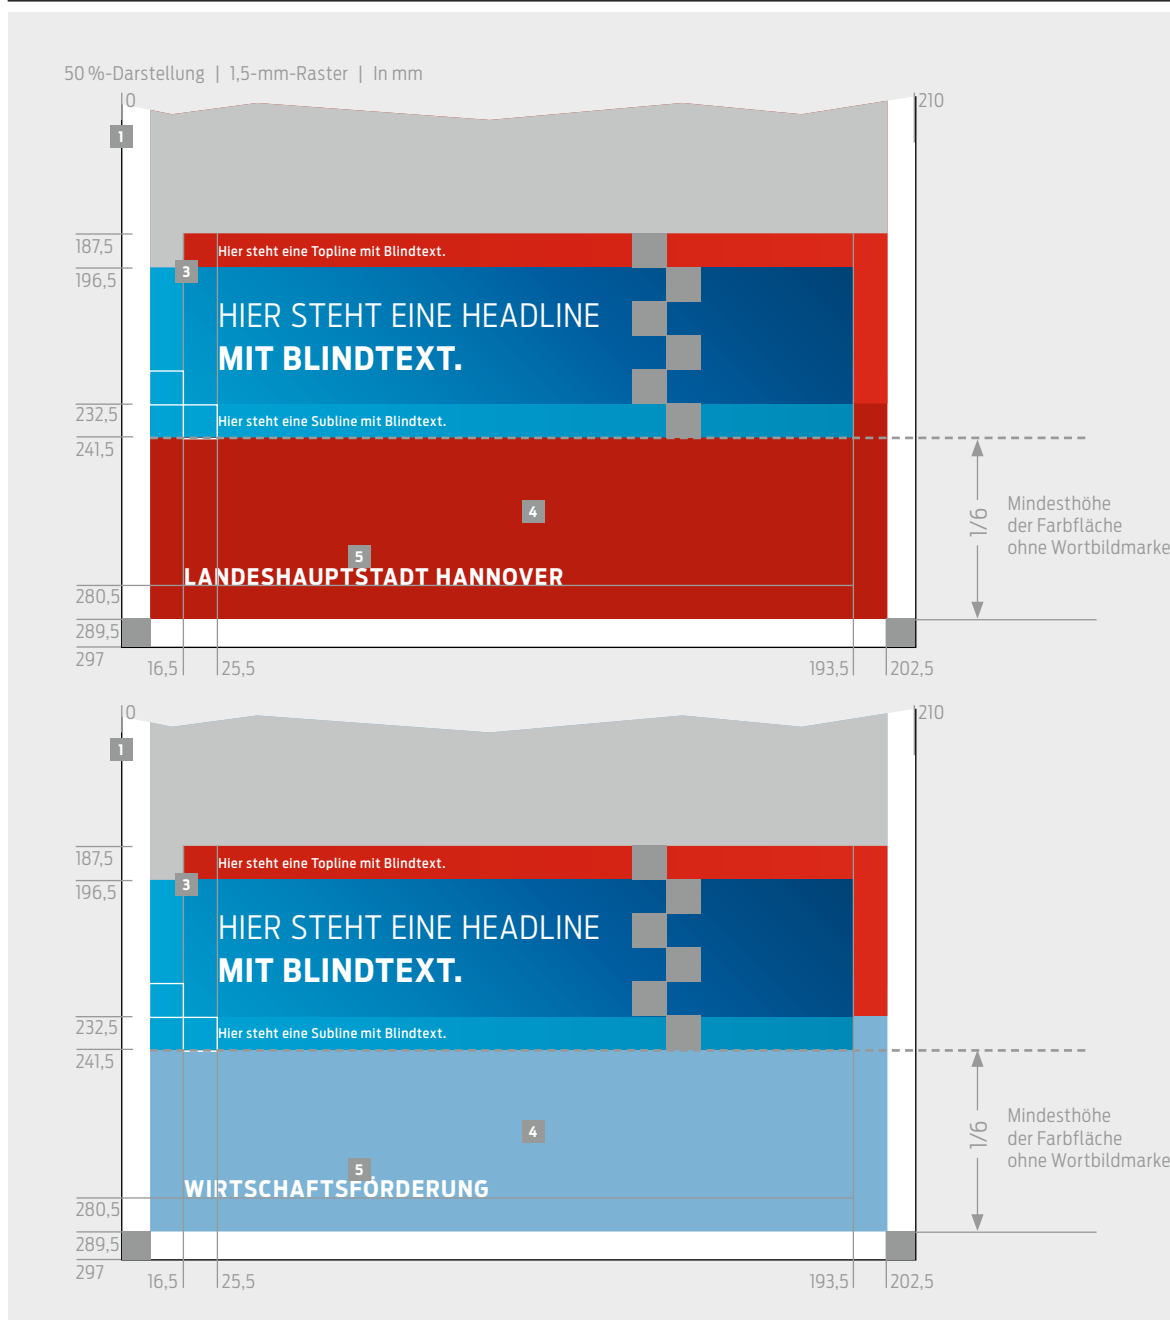 50 %-Darstellung | 1,5-mm-Raster | In mm
0
210
1
187,5
Hier steht eine Topline mit Blindtext.
3
196,5
HIER STEHT EINE HEADLINE
MIT BLINDTEXT.
232,5
Hier steht eine Subline mit Blindtext.
241,5
4
1/6
Mindesthöhe
der Farbfläche
ohne Wortbildmarke
5
LANDESHAUPTSTADT HANNOVER
280,5
289,5
297
16,5
25,5
193,5
202,5
0
210
1
187,5
Hier steht eine Topline mit Blindtext.
3
196,5
HIER STEHT EINE HEADLINE
MIT BLINDTEXT.
232,5
Hier steht eine Subline mit Blindtext.
241,5
4
1/6
Mindesthöhe
der Farbfläche
ohne Wortbildmarke
5
WIRTSCHAFTSFÖRDERUNG
280,5
289,5
297
16,5
25,5
193,5
202,5